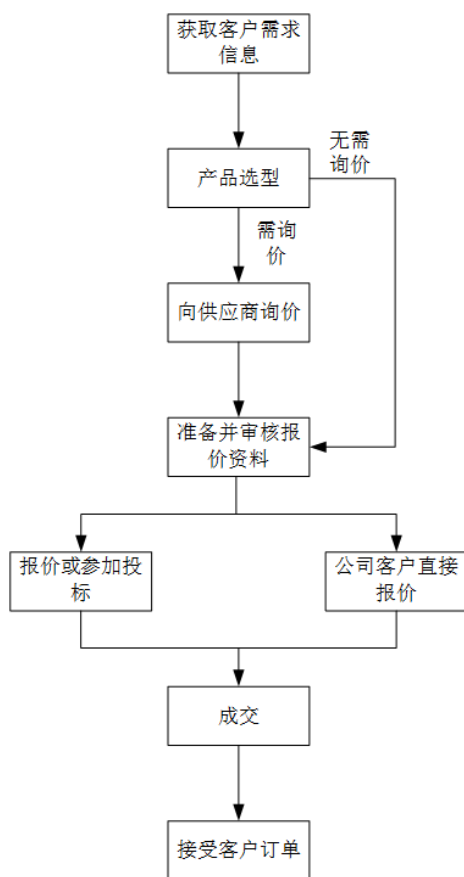 获取客户需求
信息
无需
询价
产品选型
需询
价
向供应商询价
准备并审核报
价资料
报价或参加投
标
公司客户直接
报价
成交
接受客户订单